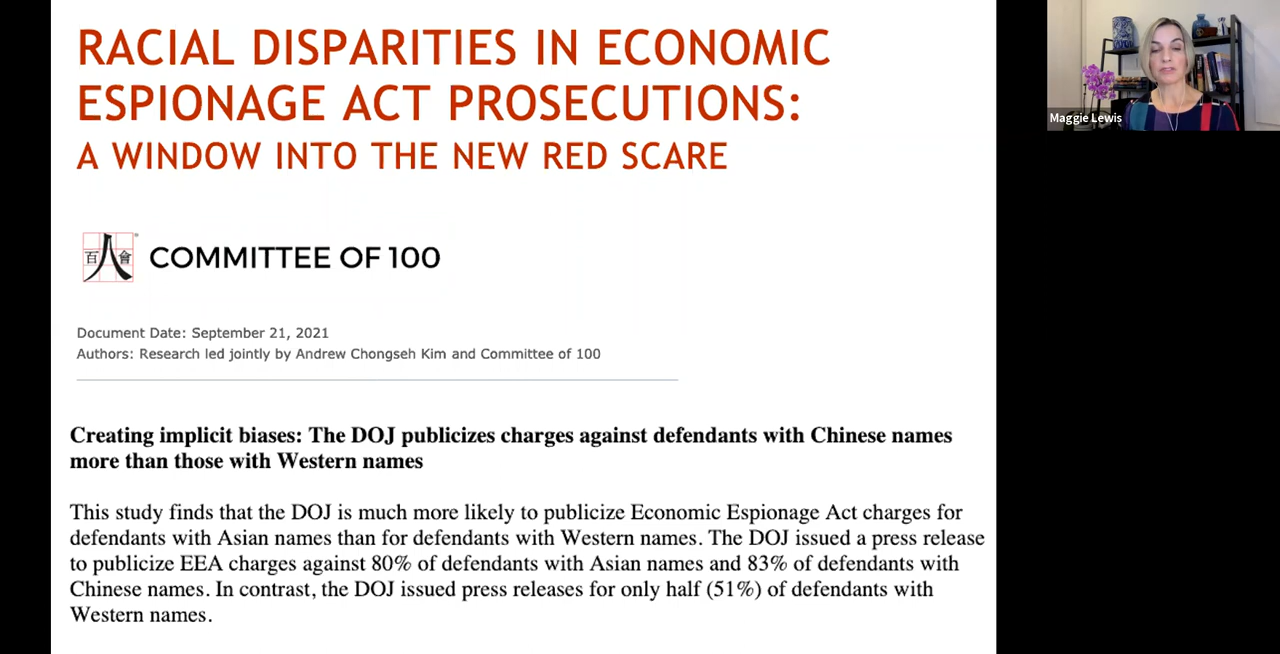 RACIAL DISPARITIES IN ECONOMIC
ESPIONAGE ACT PROSECUTIONS:
A WINDOW INTO THE NEW RED SCARE
百人會 COMMITTEE OF 100
Document Date: September 21, 2021
Authors: Research led jointly by Andrew Chongseh Kim and Committee of 100
Creating implicit biases: The DOJ publicizes charges against defendants with Chinese names
more than those with Western names
This study finds that the DOJ is much more likely to publicize Economic Espionage Act charges for
defendants with Asian names than for defendants with Western names. The DOJ issued a press release
to publicize EEA charges against 80% of defendants with Asian names and 83% of defendants with
Chinese names. In contrast, the DOJ issued press releases for only half (51%) of defendants with
Western names.
Maggie Lewis